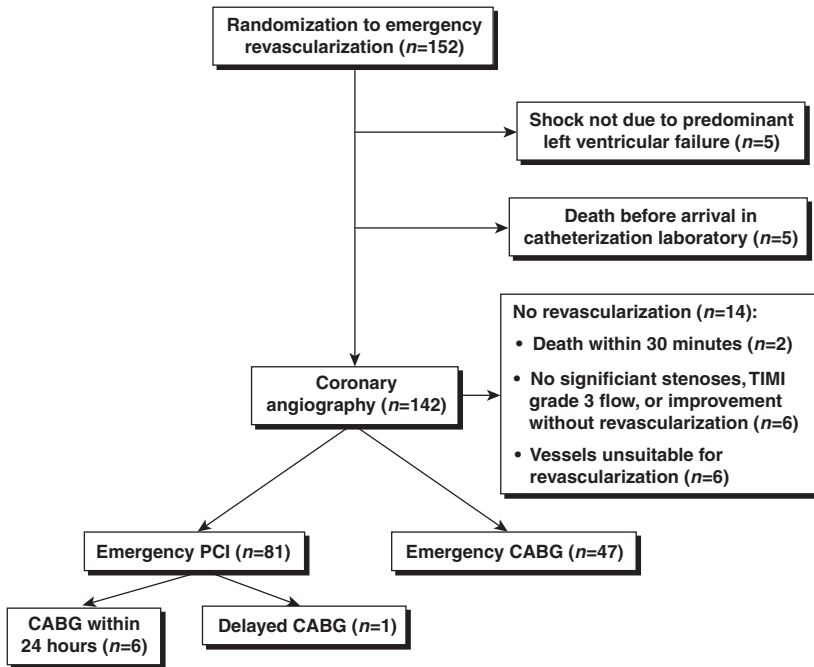 Randomization to emergency
revascularization (n=152)
Shock not due to predominant
left ventricular failure (n=5)
Death before arrival in
catheterization laboratory (n=5)
No revascularization (n=14):
• Death within 30 minutes (n=2)
• No significiant stenoses, TIMI
grade 3 flow, or improvement
without revascularization (n=6)
• Vessels unsuitable for
revascularization (n=6)
Coronary
angiography (n=142)
Emergency PCI (n=81)
Emergency CABG (n=47)
CABG within
24 hours (n=6)
Delayed CABG (n=1)